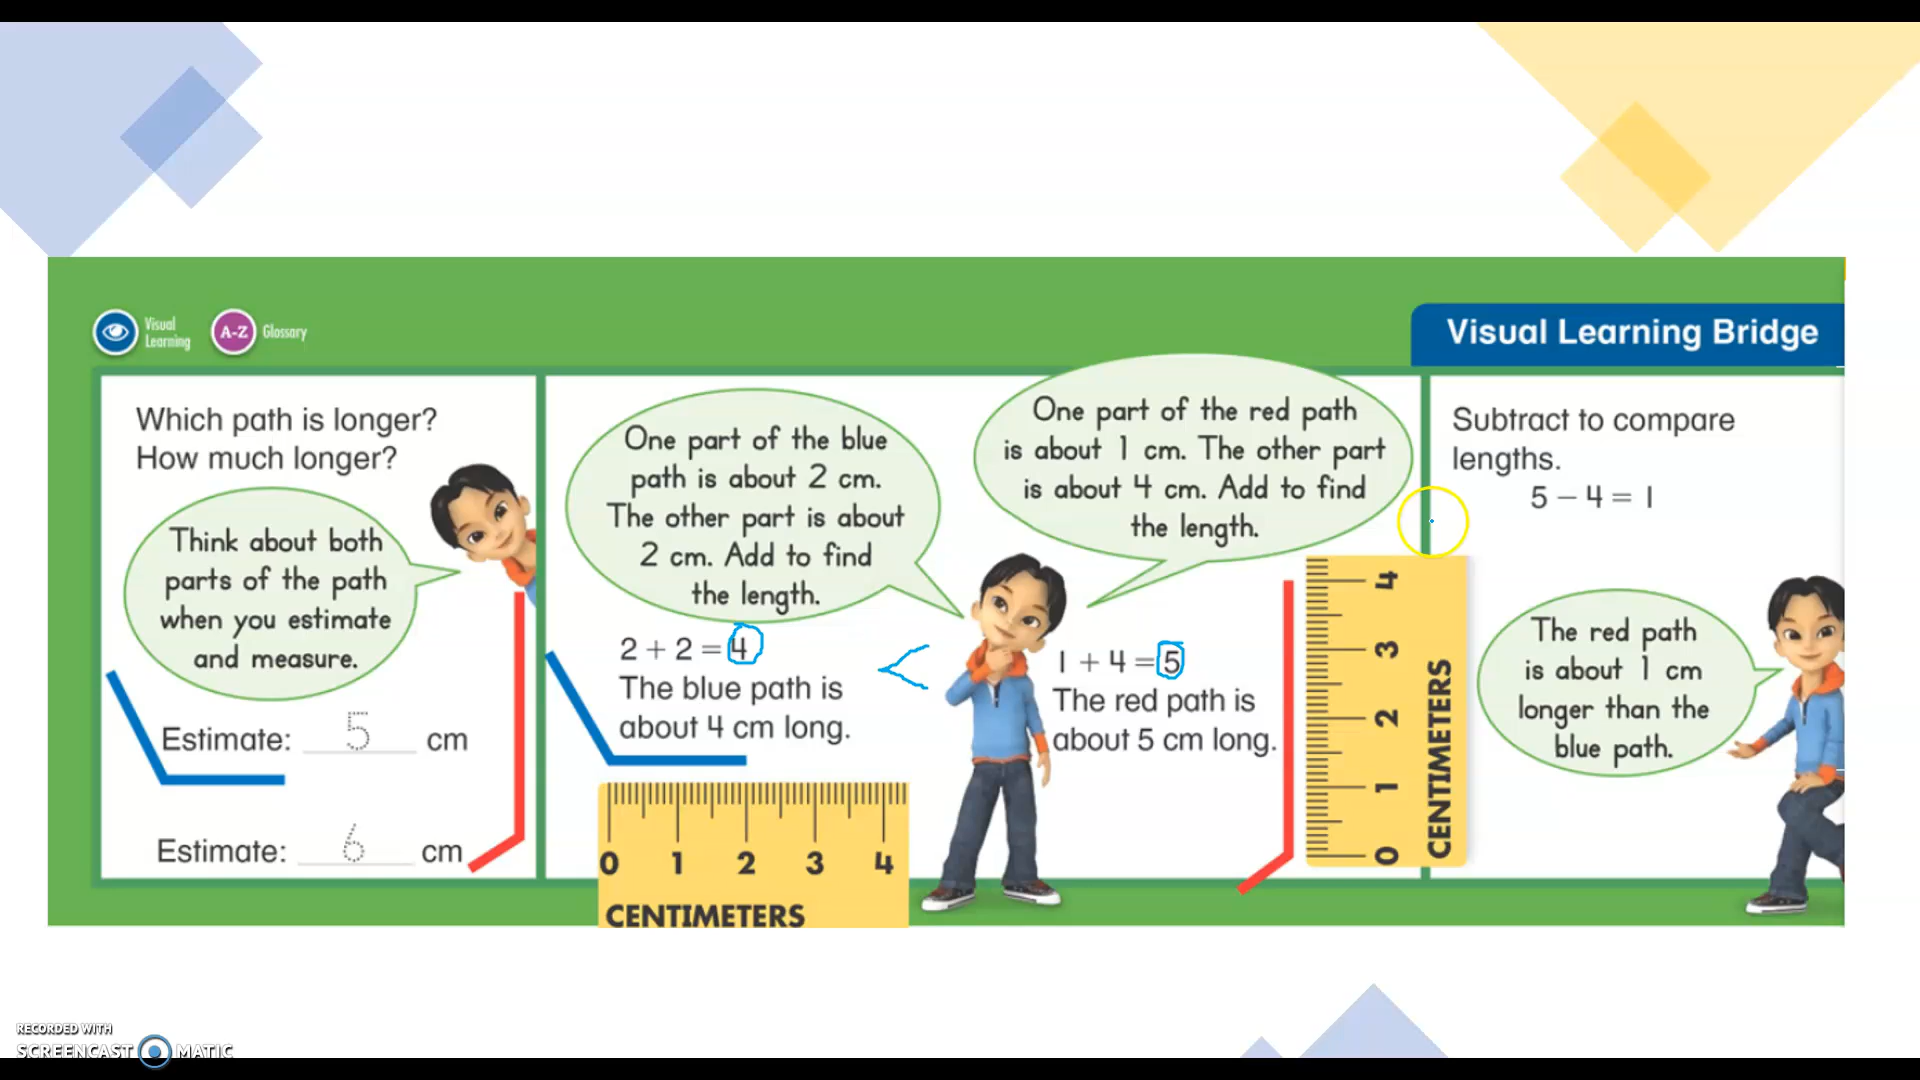 Visual
Learning
A-Z
Glossary
Visual Learning Bridge
Which path is longer?
How much longer?
Think about both
parts of the path
when you estimate
and measure.
Estimate: 5 cm
Estimate: 6 cm
One part of the blue
path is about 2 cm.
The other part is about
2 cm. Add to find
the length.
2 + 2 = 4
The blue path is
about 4 cm long.
0 1 2 3 4
CENTIMETERS
<
One part of the red path
is about 1 cm. The other part
is about 4 cm. Add to find
the length.
1 + 4 = 5
The red path is
about 5 cm long.
0 1 2 3 4
CENTIMETERS
Subtract to compare
lengths.
5 − 4 = 1
The red path
is about 1 cm
longer than the
blue path.
RECORDED WITH
SCREENCAST MATIC